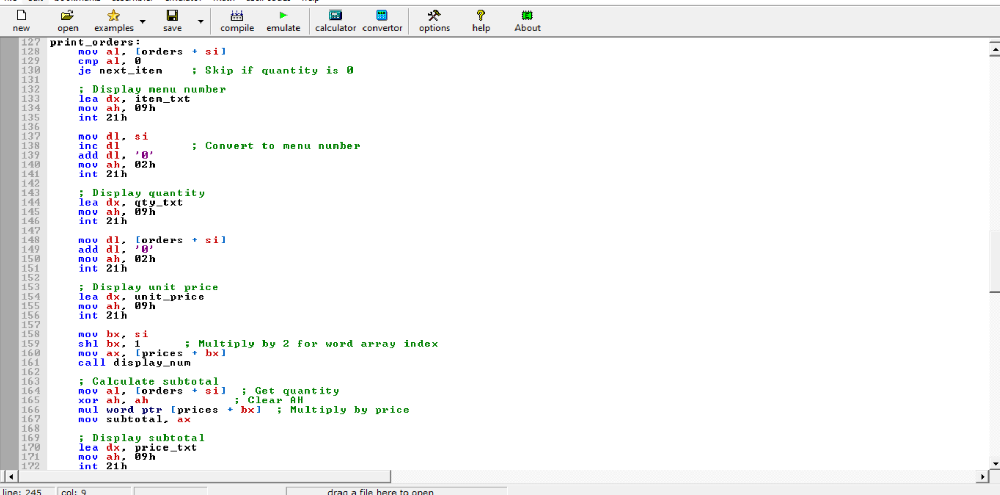 file edit bookmarks assembler emulator math ascii codes help
new open examples save compile emulate calculator convertor options help About
127 print_orders:
128 mov al, [orders + si]
129 cmp al, 0
130 je next_item ; Skip if quantity is 0
131
132 ; Display menu number
133 lea dx, item_txt
134 mov ah, 09h
135 int 21h
136
137 mov dl, si
138 inc dl ; Convert to menu number
139 add dl, '0'
140 mov ah, 02h
141 int 21h
142
143 ; Display quantity
144 lea dx, qty_txt
145 mov ah, 09h
146 int 21h
147
148 mov dl, [orders + si]
149 add dl, '0'
150 mov ah, 02h
151 int 21h
152
153 ; Display unit price
154 lea dx, unit_price
155 mov ah, 09h
156 int 21h
157
158 mov bx, si
159 shl bx, 1 ; Multiply by 2 for word array index
160 mov ax, [prices + bx]
161 call display_num
162
163 ; Calculate subtotal
164 mov al, [orders + si] ; Get quantity
165 xor ah, ah ; Clear AH
166 mul word ptr [prices + bx] ; Multiply by price
167 mov subtotal, ax
168
169 ; Display subtotal
170 lea dx, price_txt
171 mov ah, 09h
172 int 21h
line: 245 col: 9 drag a file here to open